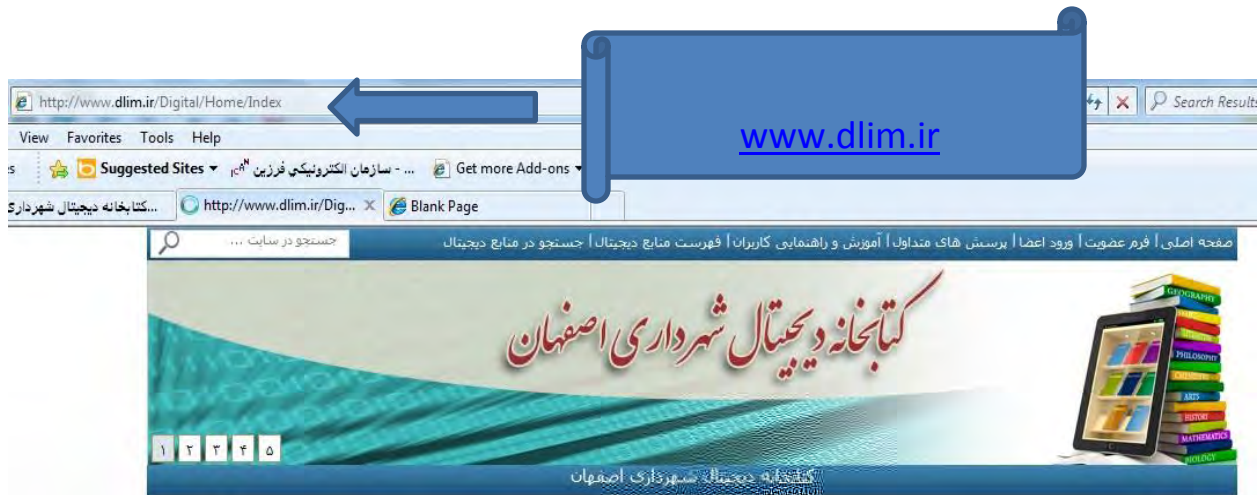 www.dlim.ir
http://www.dlim.ir/Digital/Home/Index
Search Results
View Favorites Tools Help
Suggested Sites
... - سازمان الکترونیکی فرزین
Get more Add-ons
...کتابخانه دیجیتال شهرداری
http://www.dlim.ir/Dig... X
Blank Page
صفحه اصلی | فرم عضویت | ورود اعضا | پرسش های متداول | آموزش و راهنمایی کاربران | فهرست منابع دیجیتال | جستجو در منابع دیجیتال
جستجو در سایت ...
کتابخانه دیجیتال شهرداری اصفهان
GEOGRAPHY
PHILOSOPHY
CHEMISTRY
ARTS
HISTORY
MATHEMATICS
BIOLOGY
۱ ۲ ۳ ۴ ۵
کتابخانه دیجیتال شهرداری اصفهان